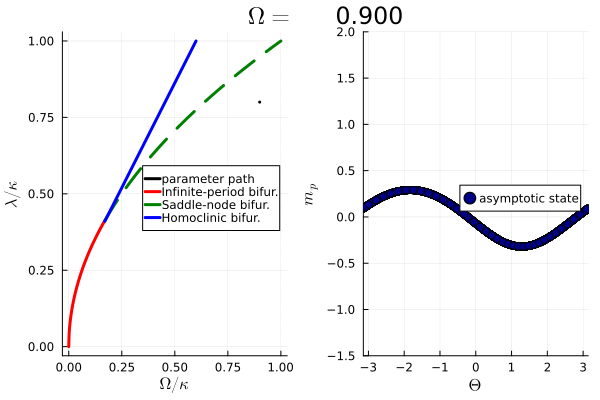 Ω = 0.900
1.00
0.75
0.50
0.25
0.00
λ/κ
0.00 0.25 0.50 0.75 1.00
Ω/κ
parameter path
Infinite-period bifur.
Saddle-node bifur.
Homoclinic bifur.
2.0
1.5
1.0
0.5
0.0
−0.5
−1.0
−1.5
m_p
−3 −2 −1 0 1 2 3
Θ
asymptotic state